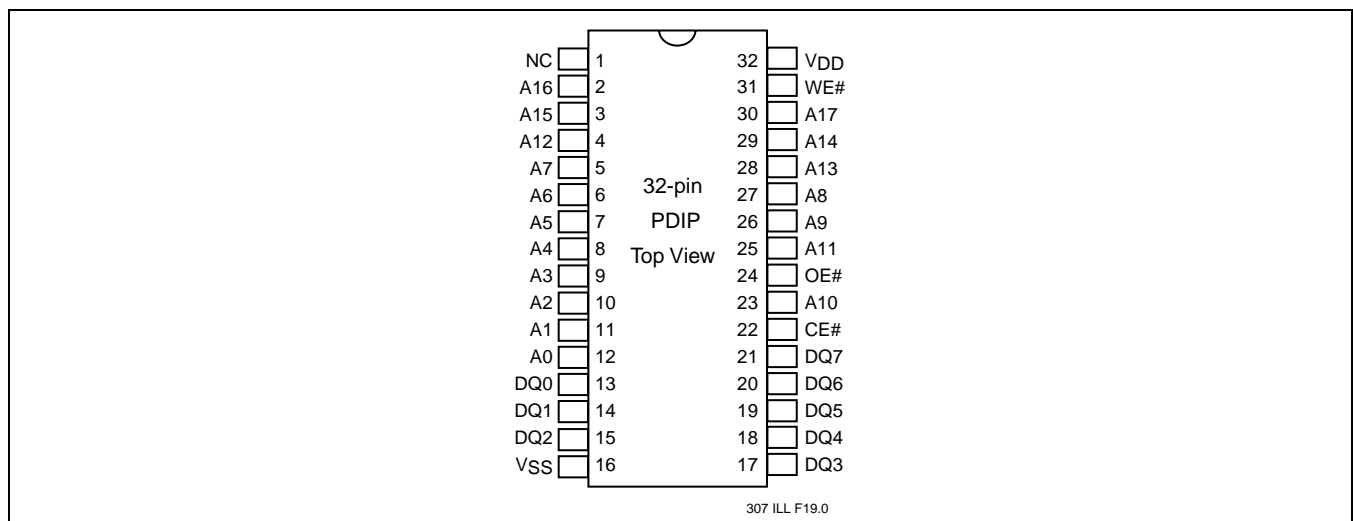 NC 1 32 VDD
A16 2 31 WE#
A15 3 30 A17
A12 4 29 A14
A7 5 28 A13
A6 6 32-pin 27 A8
A5 7 PDIP 26 A9
A4 8 Top View 25 A11
A3 9 24 OE#
A2 10 23 A10
A1 11 22 CE#
A0 12 21 DQ7
DQ0 13 20 DQ6
DQ1 14 19 DQ5
DQ2 15 18 DQ4
VSS 16 17 DQ3
307 ILL F19.0